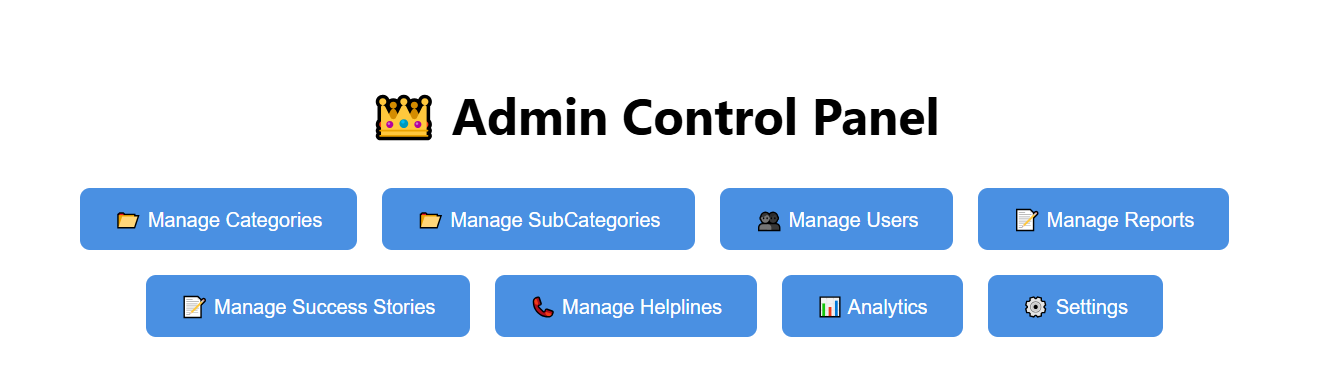 Admin Control Panel
Manage Categories Manage SubCategories Manage Users Manage Reports
Manage Success Stories Manage Helplines Analytics Settings